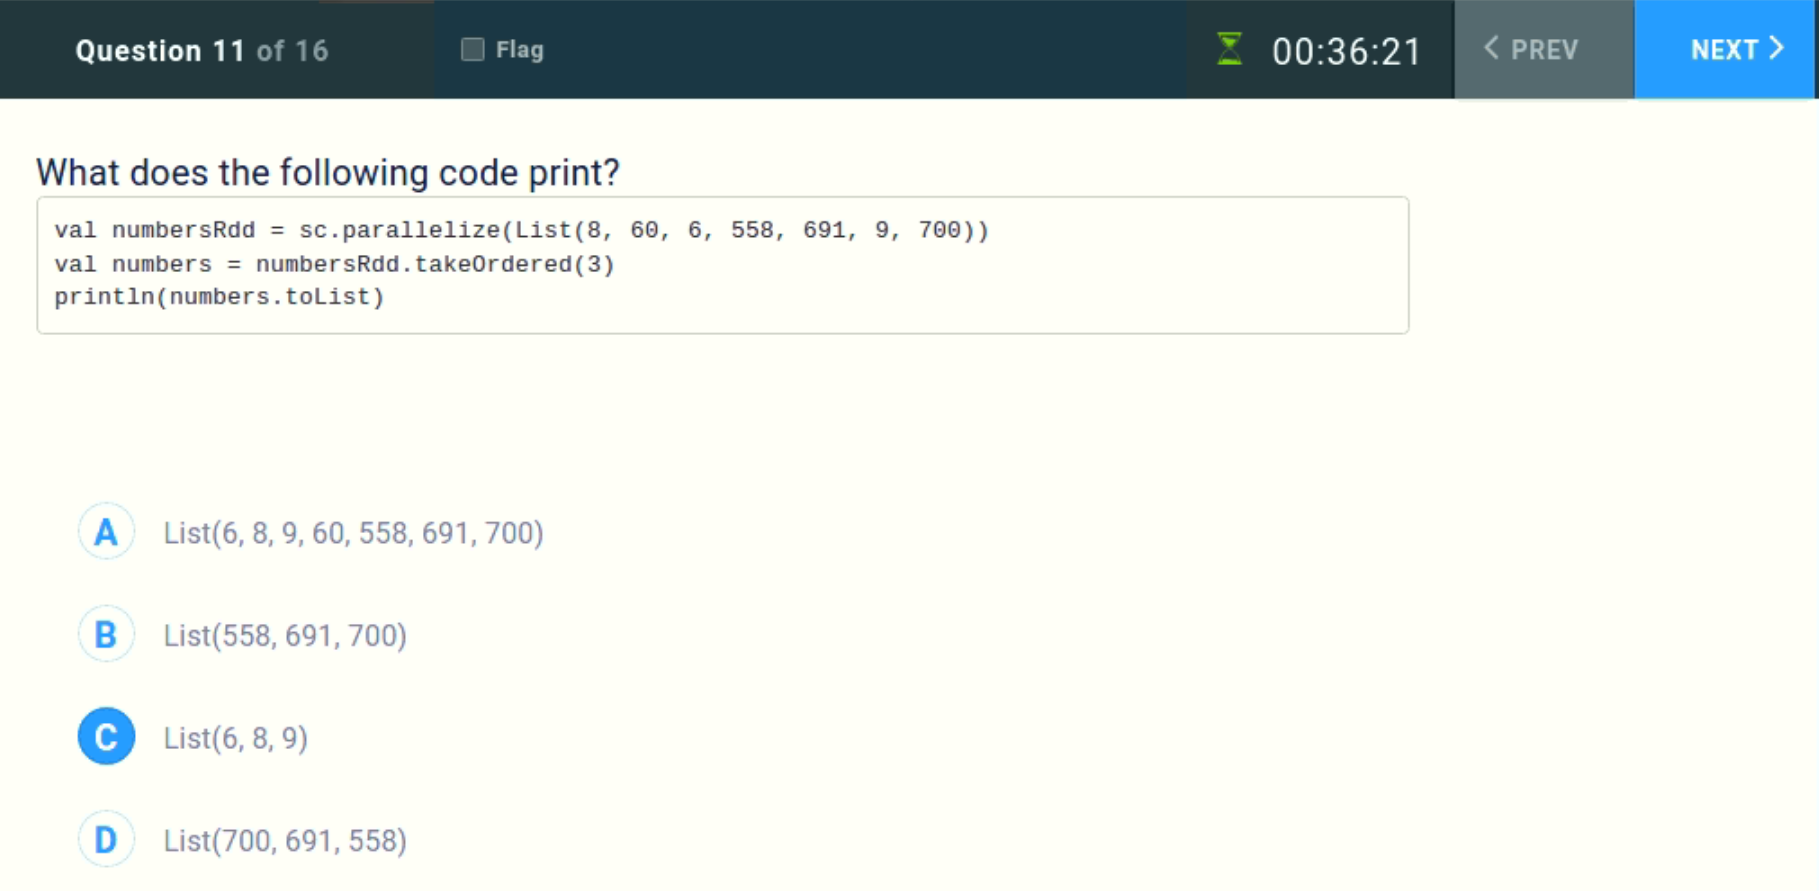 Question 11 of 16
Flag
00:36:21
PREV
NEXT
What does the following code print?
val numbersRdd = sc.parallelize(List(8, 60, 6, 558, 691, 9, 700))
val numbers = numbersRdd.takeOrdered(3)
println(numbers.toList)
A List(6, 8, 9, 60, 558, 691, 700)
B List(558, 691, 700)
C List(6, 8, 9)
D List(700, 691, 558)